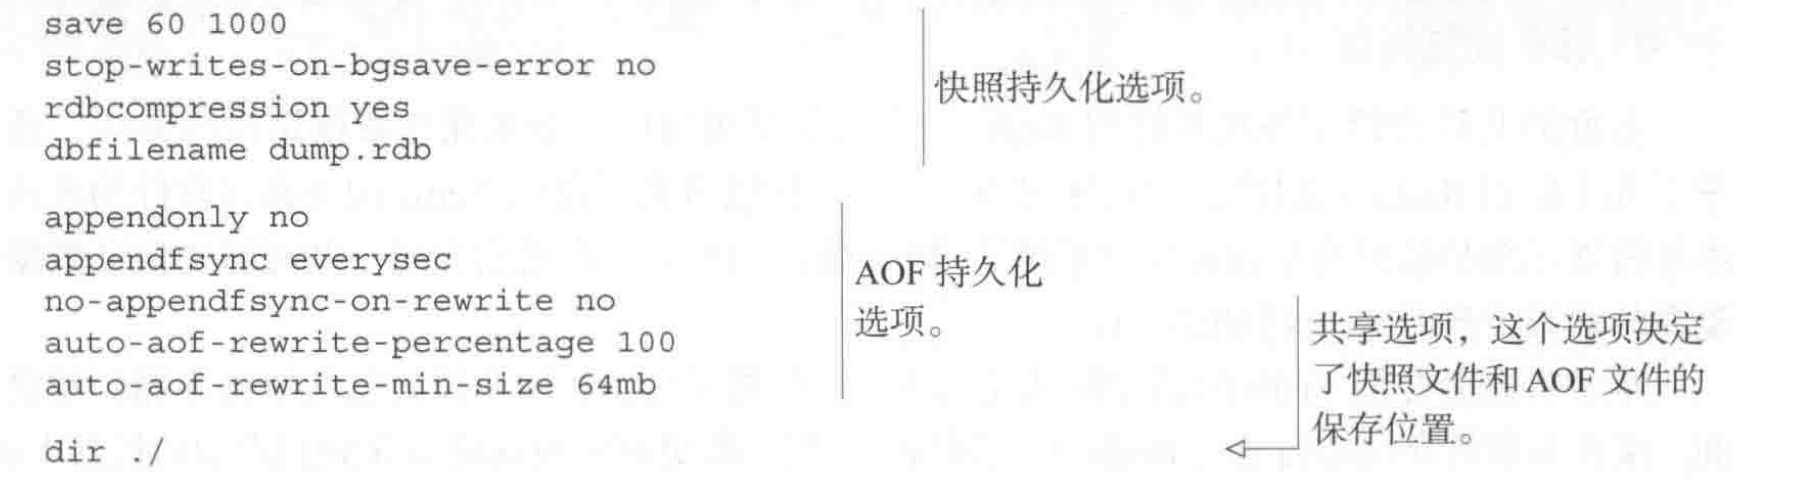 save 60 1000
stop-writes-on-bgsave-error no
rdbcompression yes
dbfilename dump.rdb
快照持久化选项。
appendonly no
appendfsync everysec
no-appendfsync-on-rewrite no
auto-aof-rewrite-percentage 100
auto-aof-rewrite-min-size 64mb
AOF 持久化
选项。
dir ./
共享选项，这个选项决定
了快照文件和 AOF 文件的
保存位置。